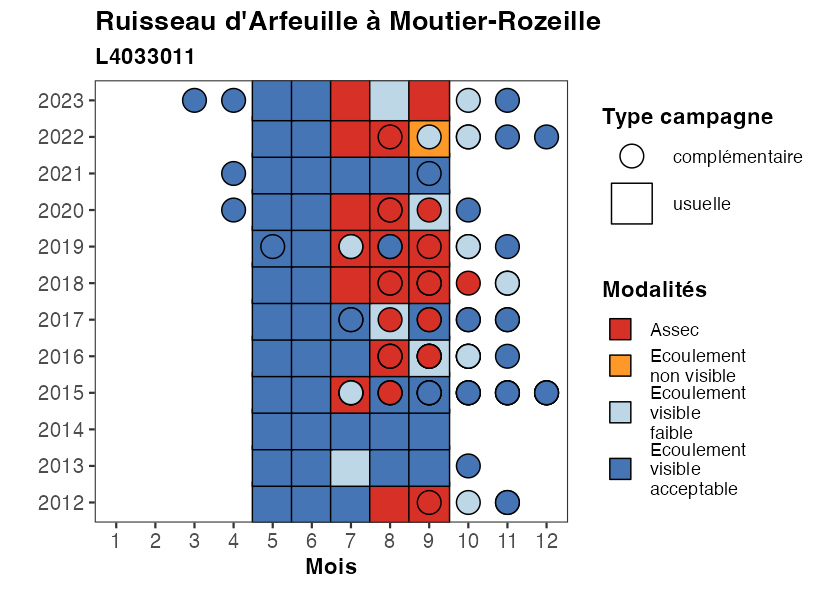 Ruisseau d'Arfeuille à Moutier-Rozeille
L4033011
2023
2022
2021
2020
2019
2018
2017
2016
2015
2014
2013
2012
1 2 3 4 5 6 7 8 9 10 11 12
Mois
Type campagne
complémentaire
usuelle
Modalités
Assec
Ecoulement
non visible
Ecoulement
visible
faible
Ecoulement
visible
acceptable